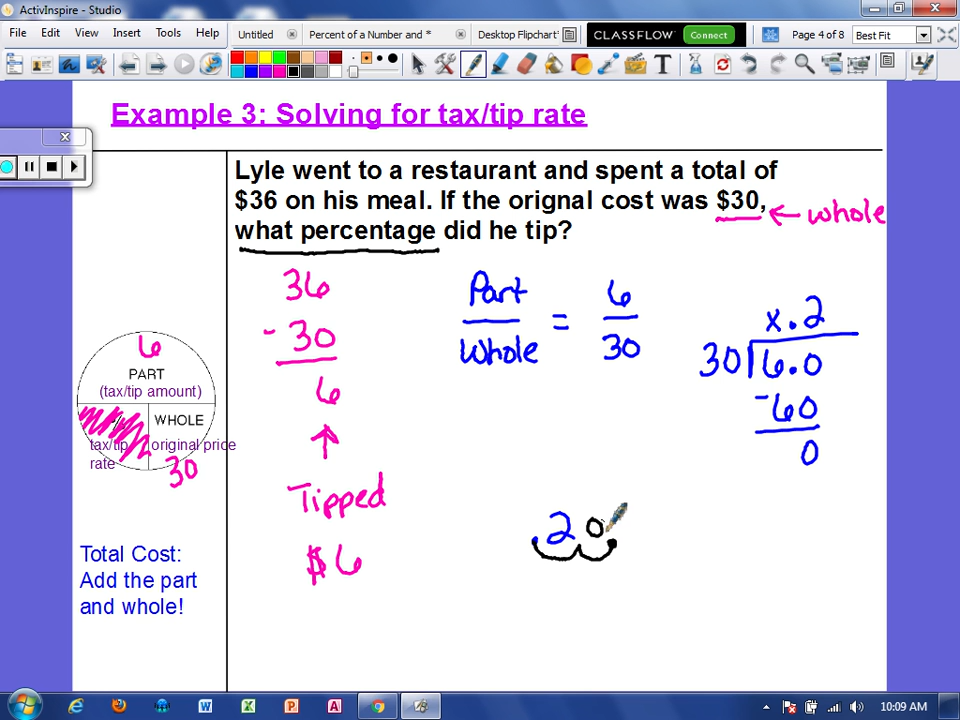 ActivInspire - Studio
File Edit View Insert Tools Help
Untitled
Percent of a Number and *
Desktop Flipchart*
CLASSFLOW Connect
Page 4 of 8
Best Fit
Example 3: Solving for tax/tip rate
Lyle went to a restaurant and spent a total of
$36 on his meal. If the orignal cost was $30,
what percentage did he tip?
← whole
36
- 30
6
↑
Tipped
$6
Part
Whole
=
6
30
x.2
30 6.0
-60
0
.20
6
PART
(tax/tip amount)
WHOLE
tax/tip
rate
original price
30
Total Cost:
Add the part
and whole!
10:09 AM